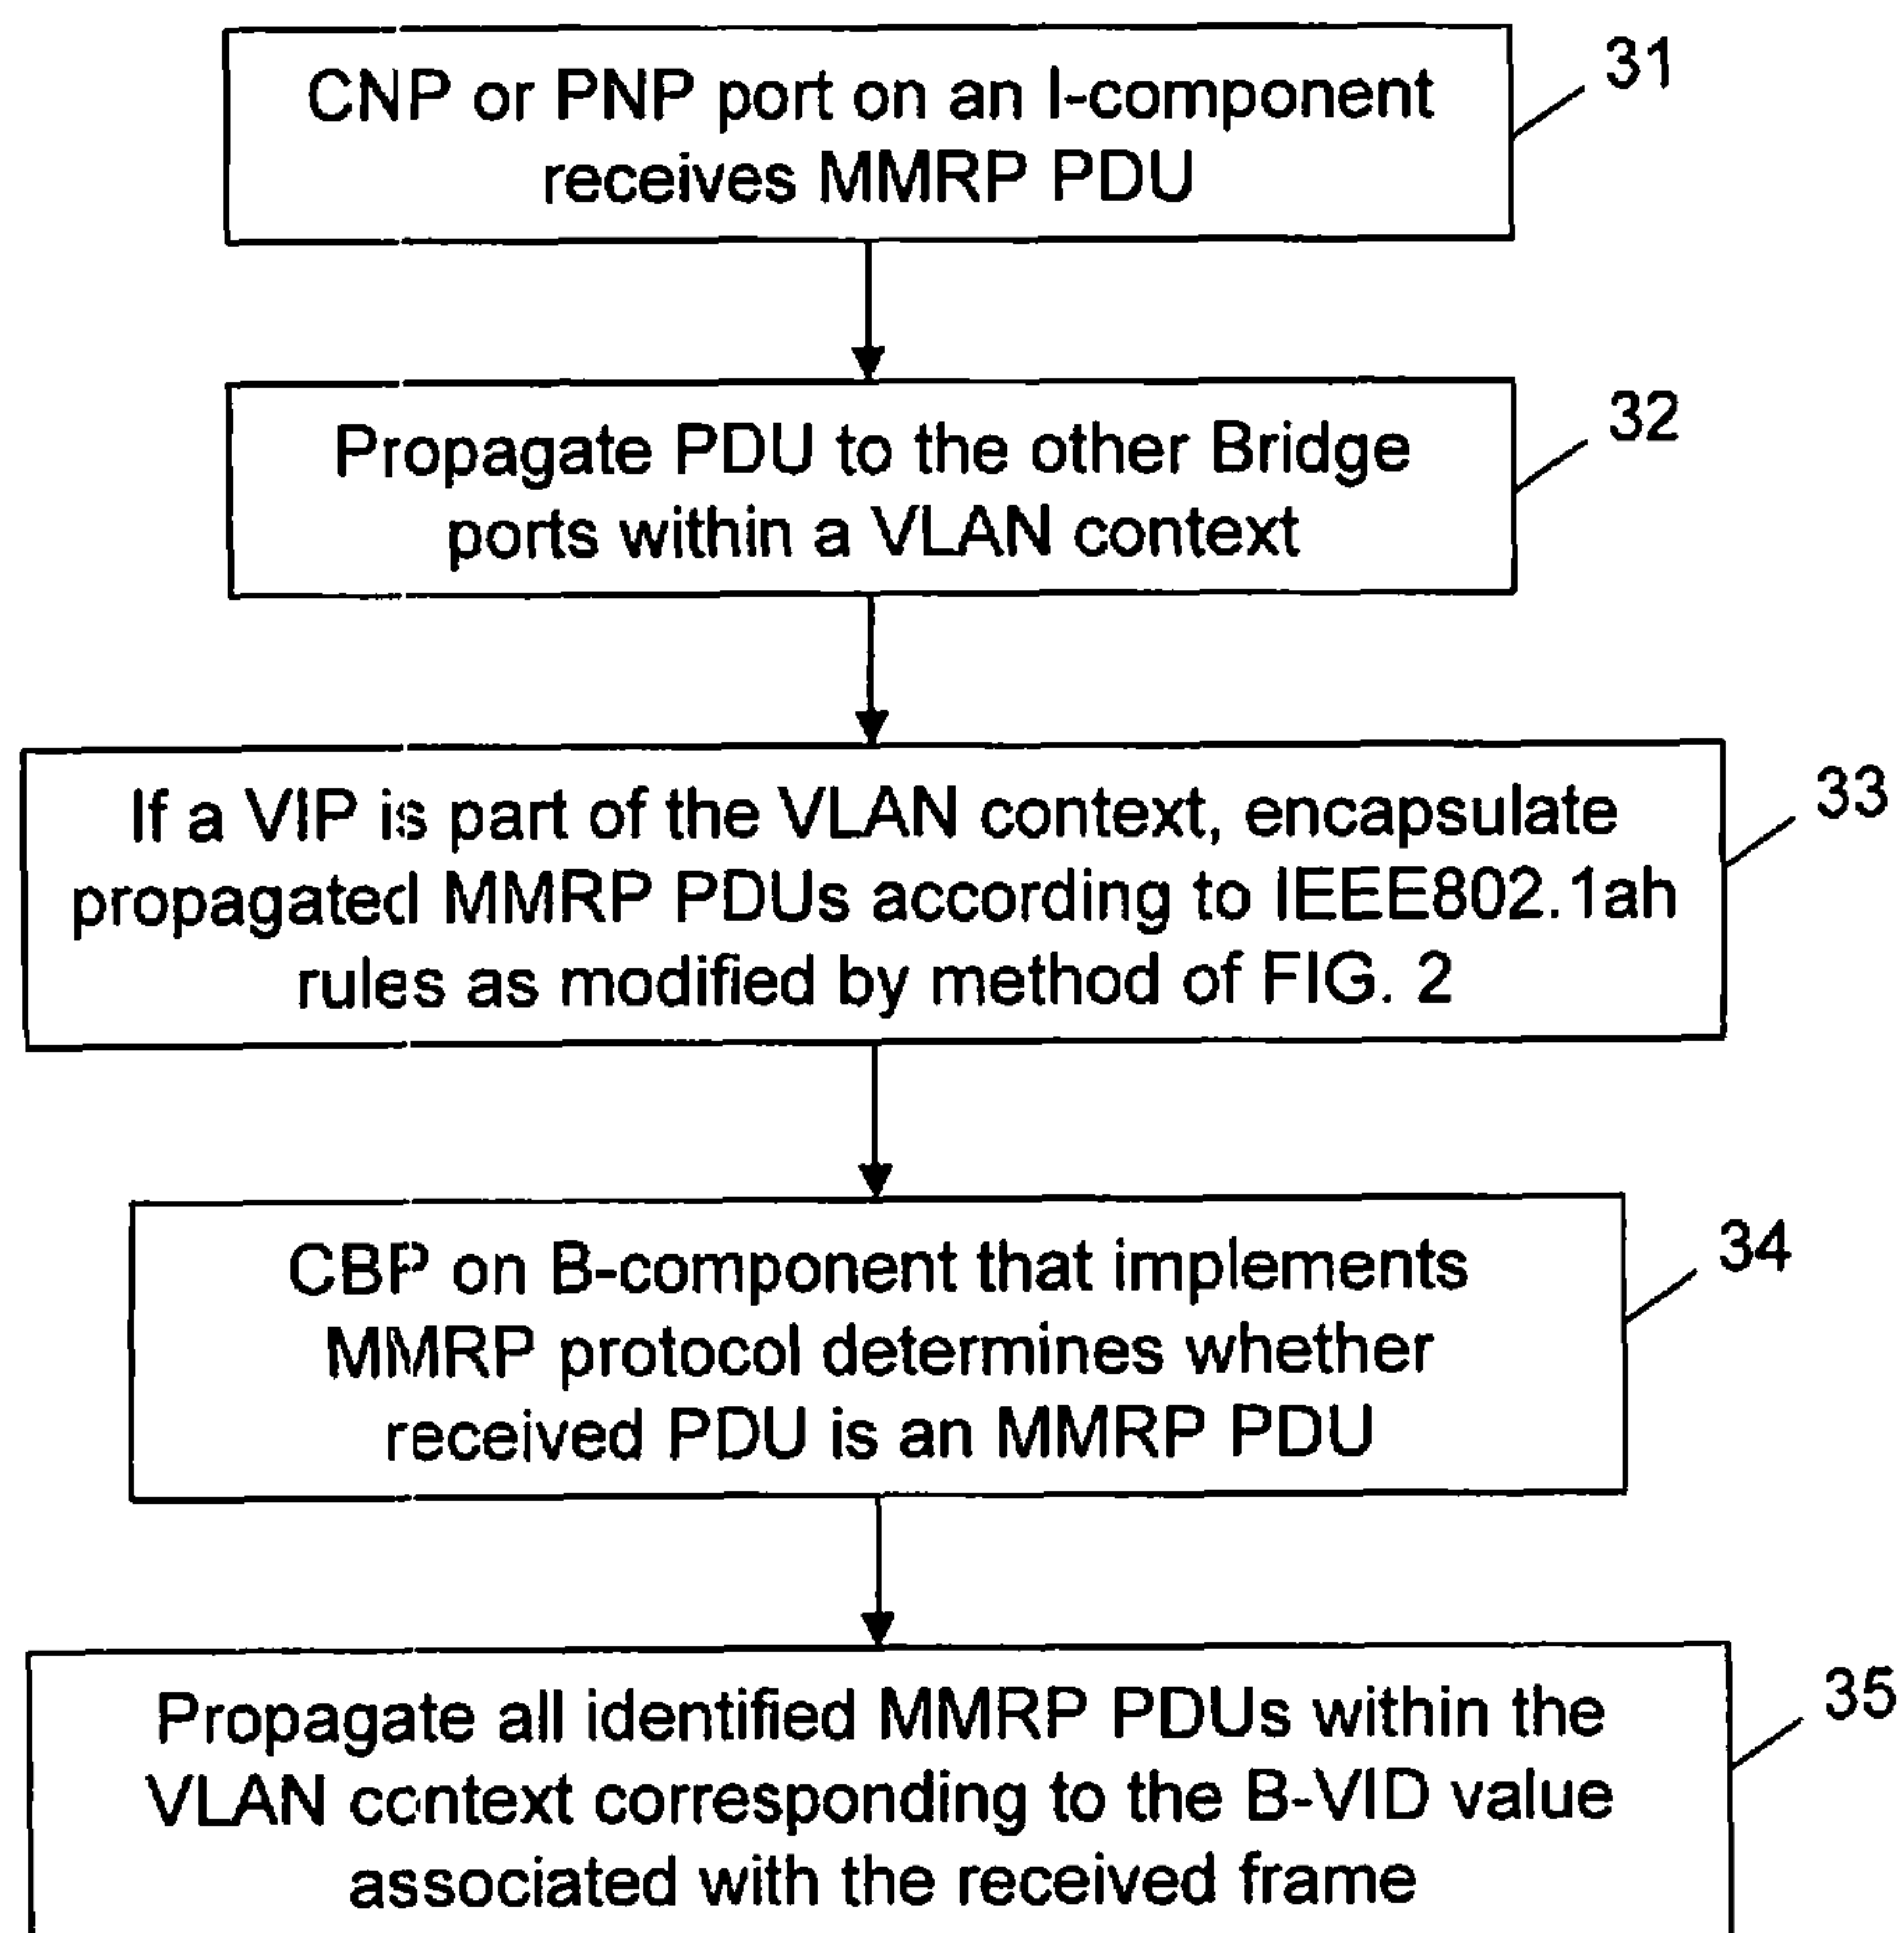 CNP or PNP port on an I-component
receives MMRP PDU
31
Propagate PDU to the other Bridge
ports within a VLAN context
32
If a VIP is part of the VLAN context, encapsulate
propagated MMRP PDUs according to IEEE802.1ah
rules as modified by method of FIG. 2
33
CBP on B-component that implements
MMRP protocol determines whether
received PDU is an MMRP PDU
34
Propagate all identified MMRP PDUs within the
VLAN context corresponding to the B-VID value
associated with the received frame
35